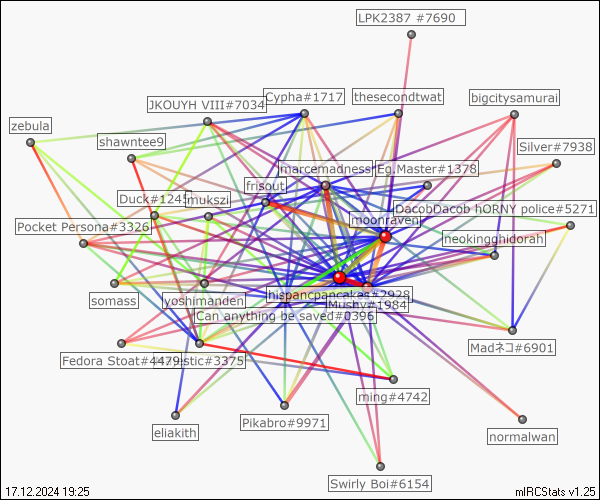 LPK2387 #7690
Cypha#1717
thesecondtwat
bigcitysamurai
JKOUYH VIII#7034
zebula
shawntee9
Silver#7938
marcemadness
Eg.Master#1378
frisout
Duck#1245
mukszi
DacobDacob hORNY police#5271
moonraven
Pocket Persona#3326
neokingghidorah
hispancpancakes#2928
somass
yoshimanden
Mushy#1984
Can anything be saved#0396
Madネコ#6901
Fedora Stoat#4479
istic#3375
ming#4742
Pikabro#9971
eliakith
normalwan
Swirly Boi#6154
17.12.2024 19:25
mIRCStats v1.25